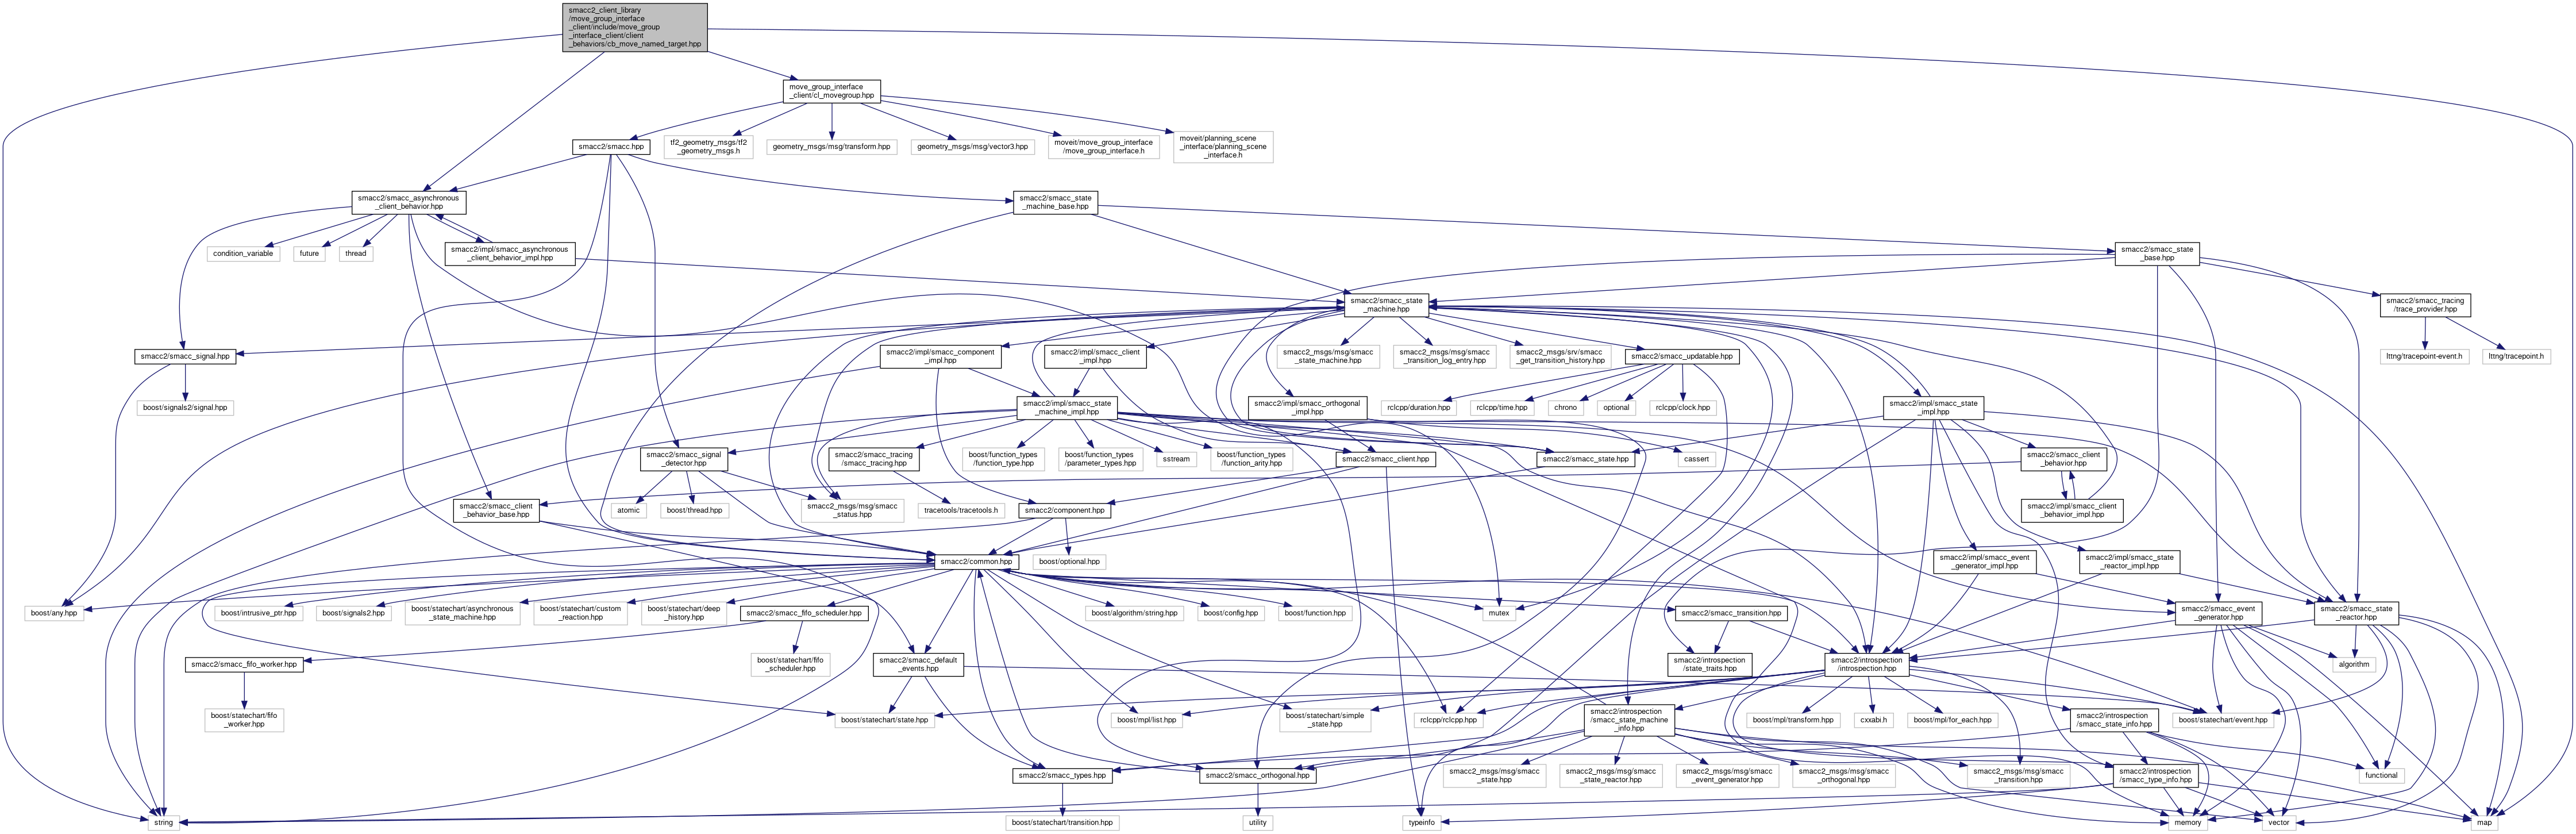 smacc2_client_library
/move_group_interface
_client/include/move_group
_interface_client/client
_behaviors/cb_move_named_target.hpp
move_group_interface
_client/cl_movegroup.hpp
smacc2/smacc.hpp
tf2_geometry_msgs/tf2
_geometry_msgs.h
geometry_msgs/msg/transform.hpp
geometry_msgs/msg/vector3.hpp
moveit/move_group_interface
/move_group_interface.h
moveit/planning_scene
_interface/planning_scene
_interface.h
smacc2/smacc_asynchronous
_client_behavior.hpp
smacc2/smacc_state
_machine_base.hpp
condition_variable
future
thread
smacc2/impl/smacc_asynchronous
_client_behavior_impl.hpp
smacc2/smacc_state
_base.hpp
smacc2/smacc_state
_machine.hpp
smacc2/smacc_tracing
/trace_provider.hpp
smacc2/smacc_signal.hpp
smacc2/impl/smacc_component
_impl.hpp
smacc2/impl/smacc_client
_impl.hpp
smacc2_msgs/msg/smacc
_state_machine.hpp
smacc2_msgs/msg/smacc
_transition_log_entry.hpp
smacc2_msgs/srv/smacc
_get_transition_history.hpp
smacc2/smacc_updatable.hpp
lttng/tracepoint-event.h
lttng/tracepoint.h
boost/signals2/signal.hpp
smacc2/impl/smacc_state
_machine_impl.hpp
smacc2/impl/smacc_orthogonal
_impl.hpp
rclcpp/duration.hpp
rclcpp/time.hpp
chrono
optional
rclcpp/clock.hpp
smacc2/impl/smacc_state
_impl.hpp
smacc2/smacc_signal
_detector.hpp
smacc2/smacc_tracing
/smacc_tracing.hpp
boost/function_types
/function_type.hpp
boost/function_types
/parameter_types.hpp
sstream
boost/function_types
/function_arity.hpp
smacc2/smacc_client.hpp
smacc2/smacc_state.hpp
cassert
smacc2/smacc_client
_behavior.hpp
smacc2/smacc_client
_behavior_base.hpp
atomic
boost/thread.hpp
smacc2_msgs/msg/smacc
_status.hpp
tracetools/tracetools.h
smacc2/component.hpp
smacc2/impl/smacc_client
_behavior_impl.hpp
smacc2/common.hpp
boost/optional.hpp
smacc2/impl/smacc_event
_generator_impl.hpp
smacc2/impl/smacc_state
_reactor_impl.hpp
boost/any.hpp
boost/intrusive_ptr.hpp
boost/signals2.hpp
boost/statechart/asynchronous
_state_machine.hpp
boost/statechart/custom
_reaction.hpp
boost/statechart/deep
_history.hpp
smacc2/smacc_fifo_scheduler.hpp
boost/algorithm/string.hpp
boost/config.hpp
boost/function.hpp
mutex
smacc2/smacc_transition.hpp
smacc2/smacc_event
_generator.hpp
smacc2/smacc_state
_reactor.hpp
smacc2/smacc_fifo_worker.hpp
boost/statechart/fifo
_scheduler.hpp
smacc2/smacc_default
_events.hpp
smacc2/introspection
/state_traits.hpp
smacc2/introspection
/introspection.hpp
algorithm
boost/statechart/fifo
_worker.hpp
boost/statechart/state.hpp
boost/mpl/list.hpp
boost/statechart/simple
_state.hpp
rclcpp/rclcpp.hpp
smacc2/introspection
/smacc_state_machine
_info.hpp
boost/mpl/transform.hpp
cxxabi.h
boost/mpl/for_each.hpp
smacc2/introspection
/smacc_state_info.hpp
boost/statechart/event.hpp
smacc2/smacc_types.hpp
smacc2/smacc_orthogonal.hpp
smacc2_msgs/msg/smacc
_state.hpp
smacc2_msgs/msg/smacc
_state_reactor.hpp
smacc2_msgs/msg/smacc
_event_generator.hpp
smacc2_msgs/msg/smacc
_orthogonal.hpp
smacc2_msgs/msg/smacc
_transition.hpp
smacc2/introspection
/smacc_type_info.hpp
functional
string
boost/statechart/transition.hpp
utility
typeinfo
memory
vector
map